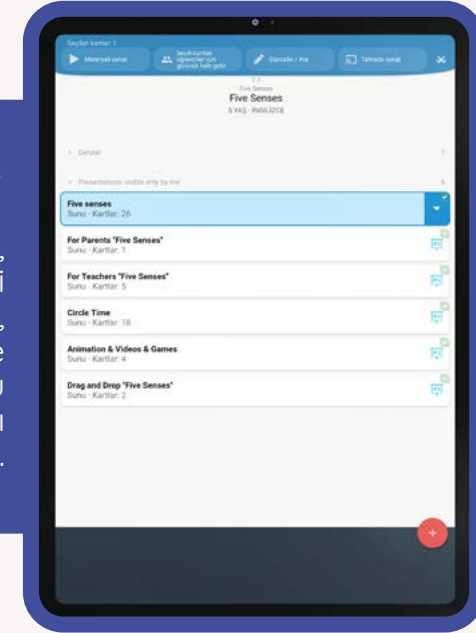 Seçilen kartlar: 1
Materyali oynat
Seçili kartları
öğrenciler için
görünür hale getir
Güncelle / Ara
Tahtada oynat
Five Senses
Five Senses
5 YAŞ - İNGİLİZCE
Dersler 1
Presentations visible only by me 6
Five senses
Sunu - Kartlar: 26
For Parents "Five Senses"
Sunu - Kartlar: 1
For Teachers "Five Senses"
Sunu - Kartlar: 5
Circle Time
Sunu - Kartlar: 18
Animation & Videos & Games
Sunu - Kartlar: 4
Drag and Drop "Five Senses"
Sunu - Kartlar: 2
+